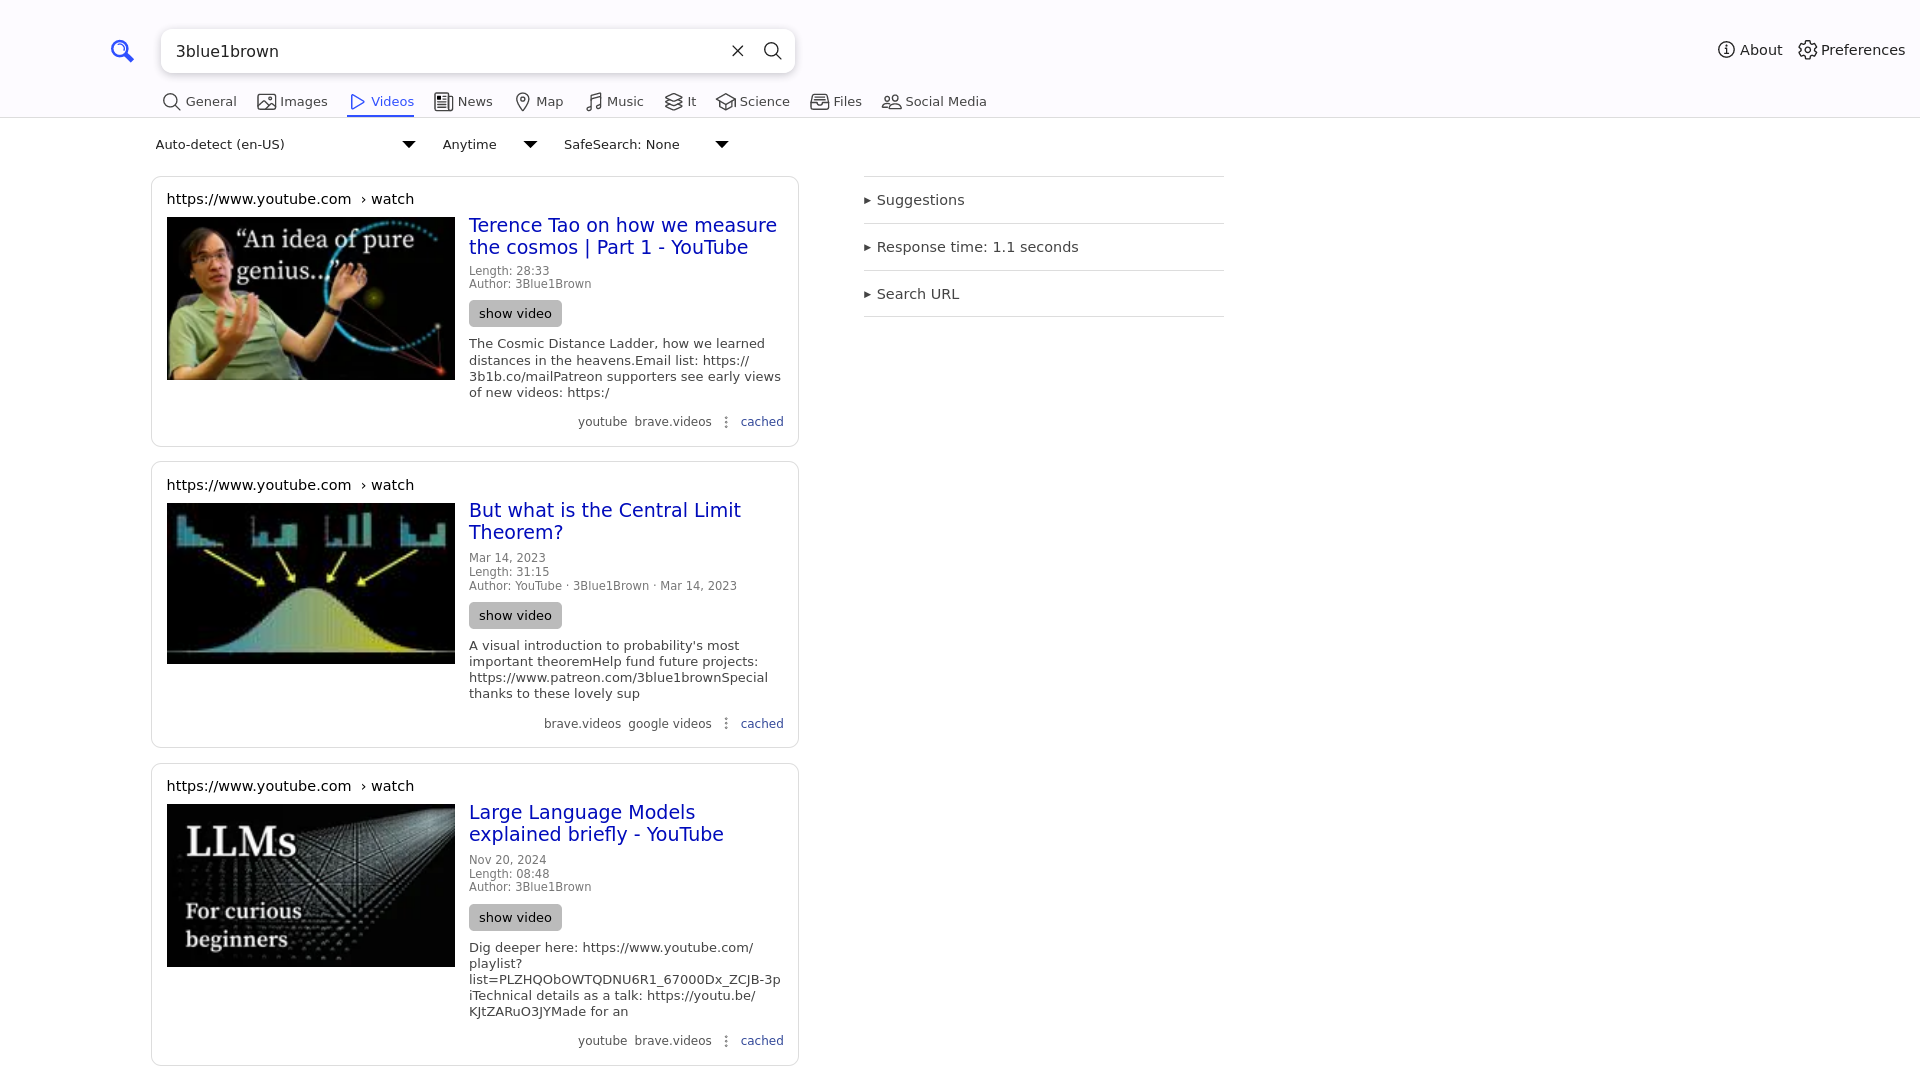 3blue1brown
About
Preferences
General
Images
Videos
News
Map
Music
It
Science
Files
Social Media
Auto-detect (en-US)
Anytime
SafeSearch: None
https://www.youtube.com › watch
“An idea of pure
genius...”
Terence Tao on how we measure
the cosmos | Part 1 - YouTube
Length: 28:33
Author: 3Blue1Brown
show video
The Cosmic Distance Ladder, how we learned
distances in the heavens.Email list: https://
3b1b.co/mailPatreon supporters see early views
of new videos: https:/
youtube brave.videos ⋮ cached
https://www.youtube.com › watch
But what is the Central Limit
Theorem?
Mar 14, 2023
Length: 31:15
Author: YouTube · 3Blue1Brown · Mar 14, 2023
show video
A visual introduction to probability's most
important theoremHelp fund future projects:
https://www.patreon.com/3blue1brownSpecial
thanks to these lovely sup
brave.videos google videos ⋮ cached
https://www.youtube.com › watch
LLMs
For curious
beginners
Large Language Models
explained briefly - YouTube
Nov 20, 2024
Length: 08:48
Author: 3Blue1Brown
show video
Dig deeper here: https://www.youtube.com/
playlist?
list=PLZHQObOWTQDNU6R1_67000Dx_ZCJB-3p
iTechnical details as a talk: https://youtu.be/
KJtZARuO3JYMade for an
youtube brave.videos ⋮ cached
▸ Suggestions
▸ Response time: 1.1 seconds
▸ Search URL